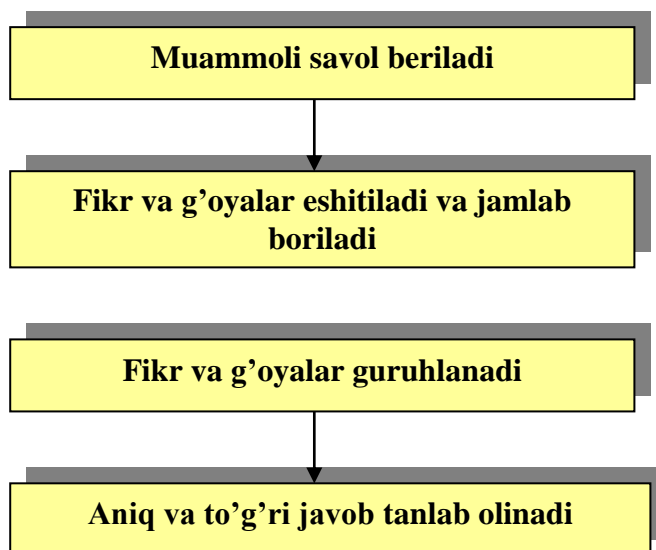 Muammoli savol beriladi
Fikr va g’oyalar eshitiladi va jamlab
boriladi
Fikr va g’oyalar guruhlanadi
Aniq va to’g’ri javob tanlab olinadi